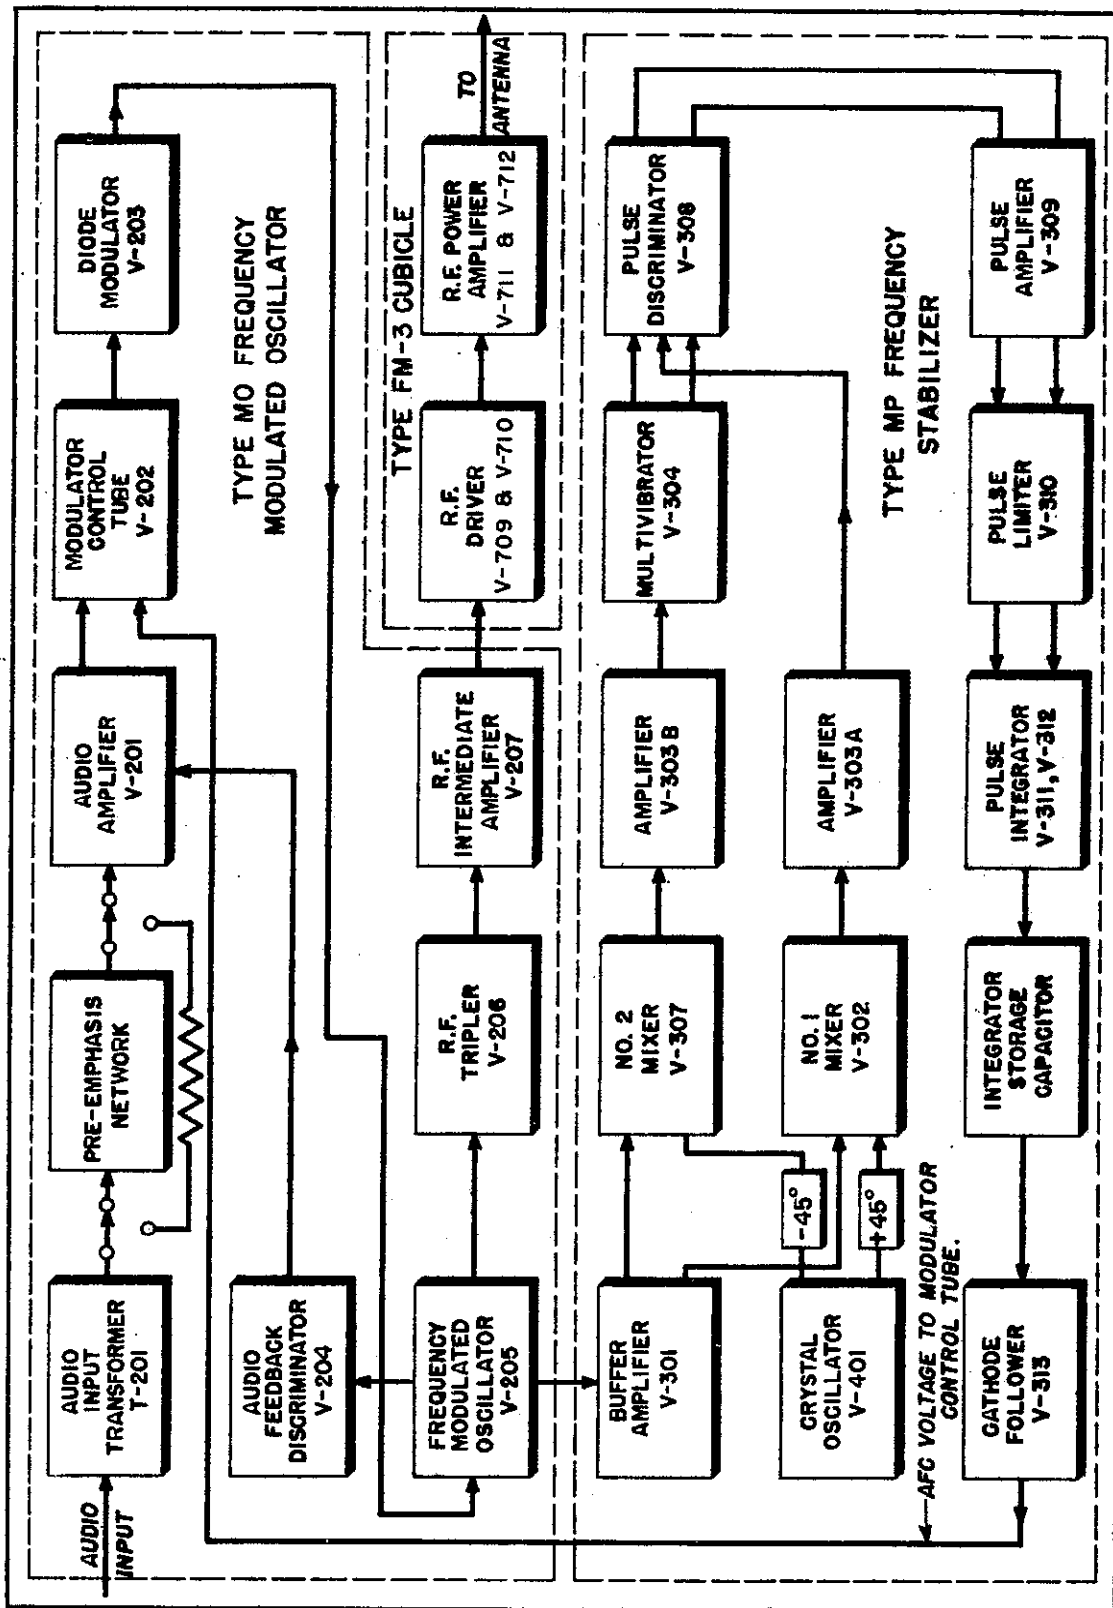 AUDIO
INPUT
AUDIO
INPUT
TRANSFORMER
T-201
PRE-EMPHASIS
NETWORK
AUDIO
AMPLIFIER
V-201
MODULATOR
CONTROL
TUBE
V-202
DIODE
MODULATOR
V-203
AUDIO
FEEDBACK
DISCRIMINATOR
V-204
TYPE MO FREQUENCY
MODULATED OSCILLATOR
FREQUENCY
MODULATED
OSCILLATOR
V-205
R.F.
TRIPLER
V-206
R.F.
INTERMEDIATE
AMPLIFIER
V-207
TYPE FM-3 CUBICLE
R.F.
DRIVER
V-709 & V-710
R.F. POWER
AMPLIFIER
V-711 & V-712
TO
ANTENNA
BUFFER
AMPLIFIER
V-301
NO. 2
MIXER
V-307
AMPLIFIER
V-303B
MULTIVIBRATOR
V-304
PULSE
DISCRIMINATOR
V-308
CRYSTAL
OSCILLATOR
V-401
-45°
+45°
NO. 1
MIXER
V-302
AMPLIFIER
V-303A
TYPE MP FREQUENCY
STABILIZER
AFC VOLTAGE TO MODULATOR
CONTROL TUBE.
CATHODE
FOLLOWER
V-313
INTEGRATOR
STORAGE
CAPACITOR
PULSE
INTEGRATOR
V-311, V-312
PULSE
LIMITER
V-310
PULSE
AMPLIFIER
V-309